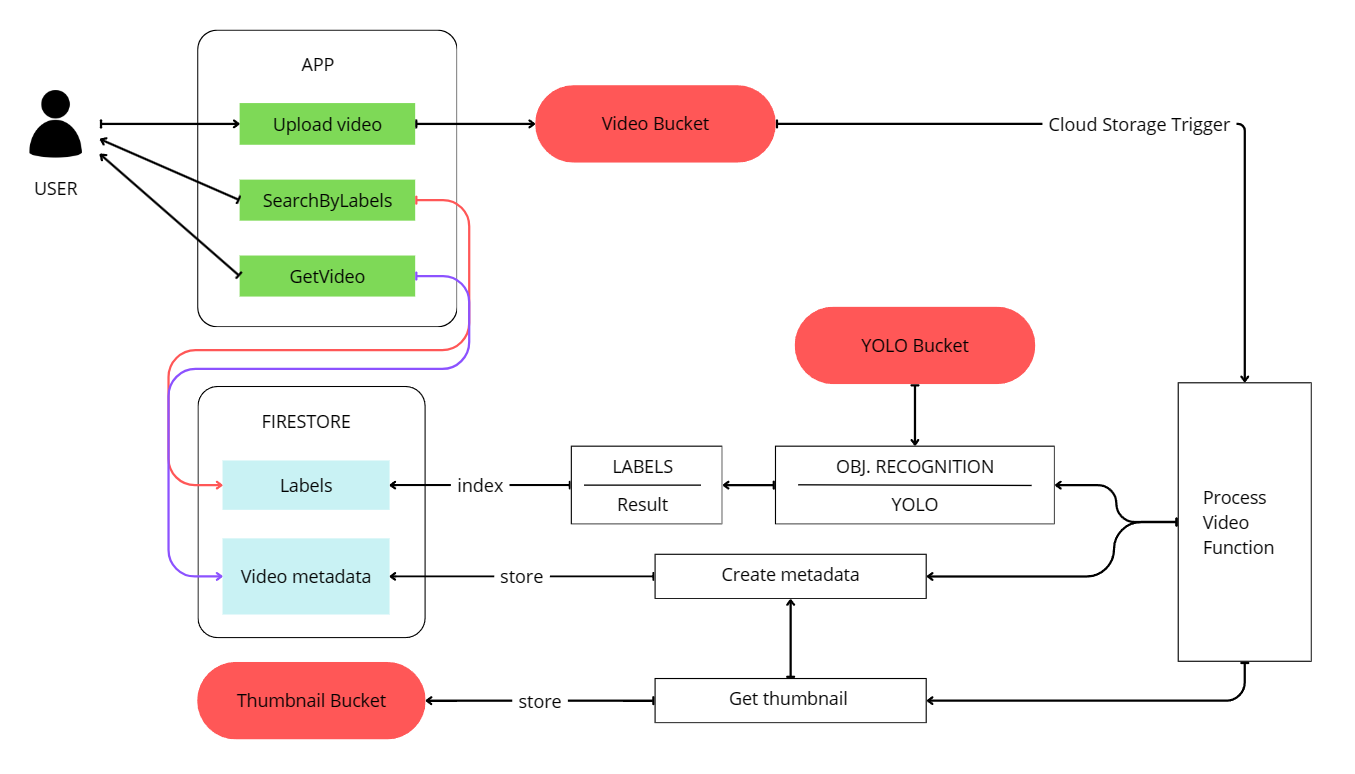 APP
Upload video
Video Bucket
Cloud Storage Trigger
USER
SearchByLabels
GetVideo
YOLO Bucket
FIRESTORE
Labels
index
LABELS
Result
OBJ. RECOGNITION
YOLO
Process
Video
Function
Video metadata
store
Create metadata
Thumbnail Bucket
store
Get thumbnail